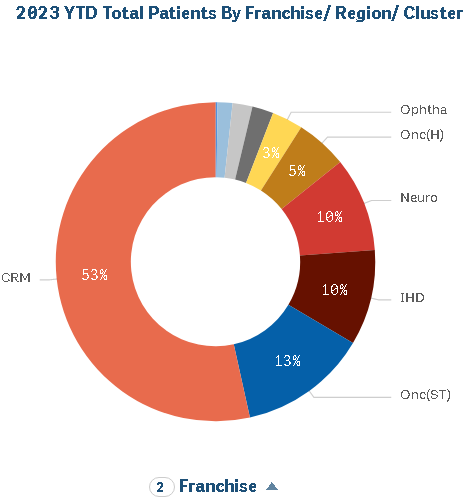 2023 YTD Total Patients By Franchise/ Region/ Cluster
Ophtha
Onc(H)
3%
5%
Neuro
10%
CRM
53%
10%
IHD
13%
Onc(ST)
2 Franchise